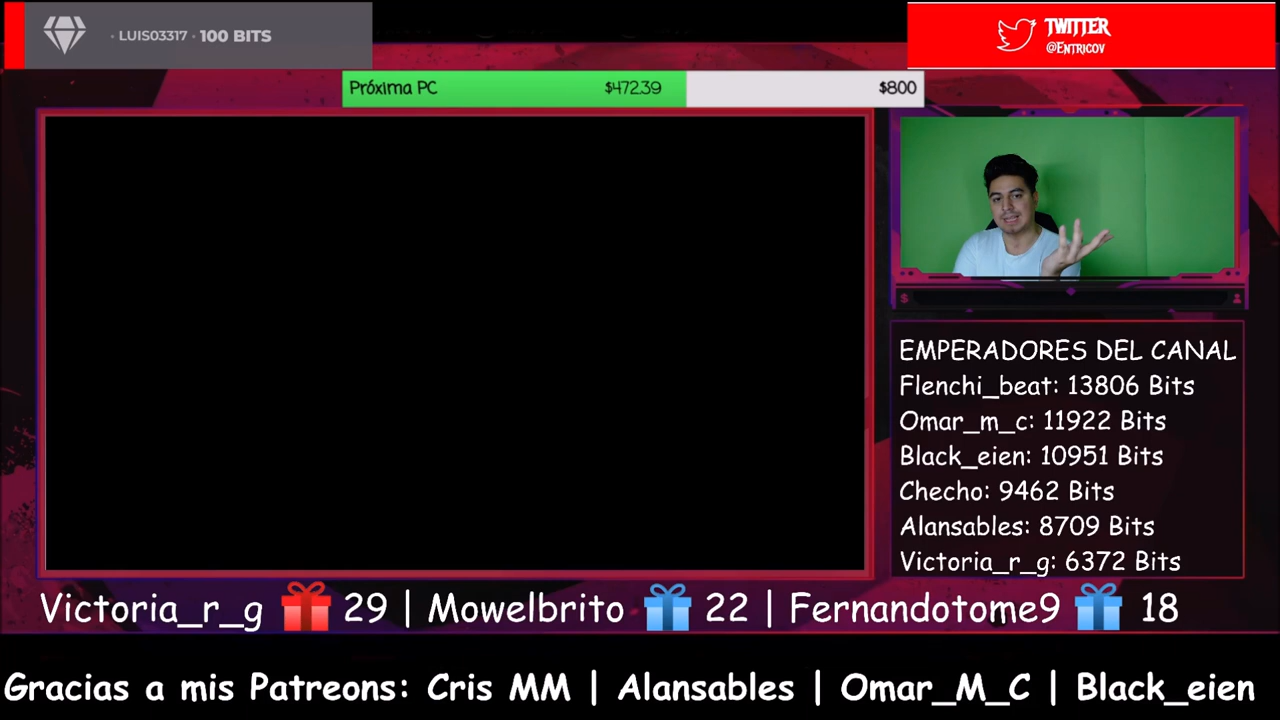 · LUIS03317 · 100 BITS
TWITTER
@ENTRICOV
Próxima PC $472.39 $800
EMPERADORES DEL CANAL
Flenchi_beat: 13806 Bits
Omar_m_c: 11922 Bits
Black_eien: 10951 Bits
Checho: 9462 Bits
Alansables: 8709 Bits
Victoria_r_g: 6372 Bits
Victoria_r_g 29 | Mowelbrito 22 | Fernandotome9 18
Gracias a mis Patreons: Cris MM | Alansables | Omar_M_C | Black_eien